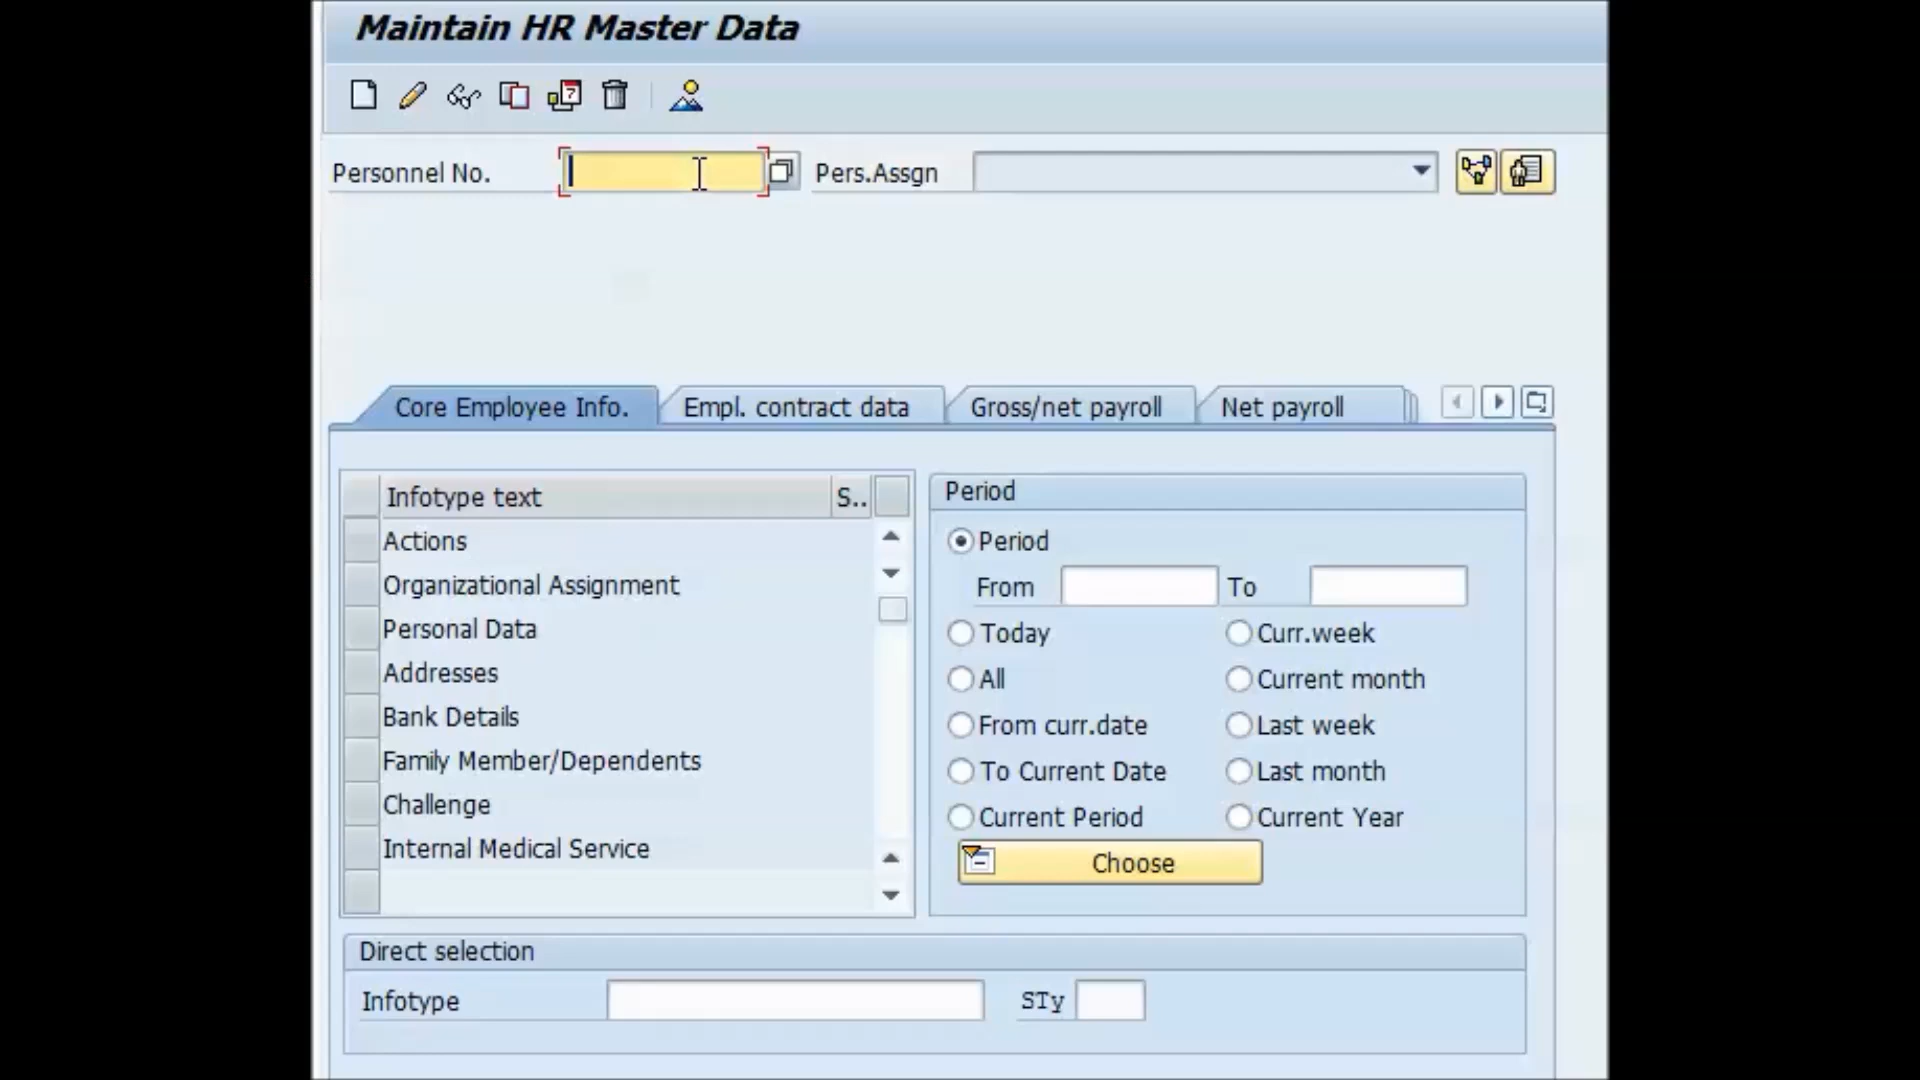 Maintain HR Master Data
Personnel No. Pers.Assgn
Core Employee Info. Empl. contract data Gross/net payroll Net payroll
Infotype text S..
Actions
Organizational Assignment
Personal Data
Addresses
Bank Details
Family Member/Dependents
Challenge
Internal Medical Service
Period
Period
From To
Today Curr.week
All Current month
From curr.date Last week
To Current Date Last month
Current Period Current Year
Choose
Direct selection
Infotype STy